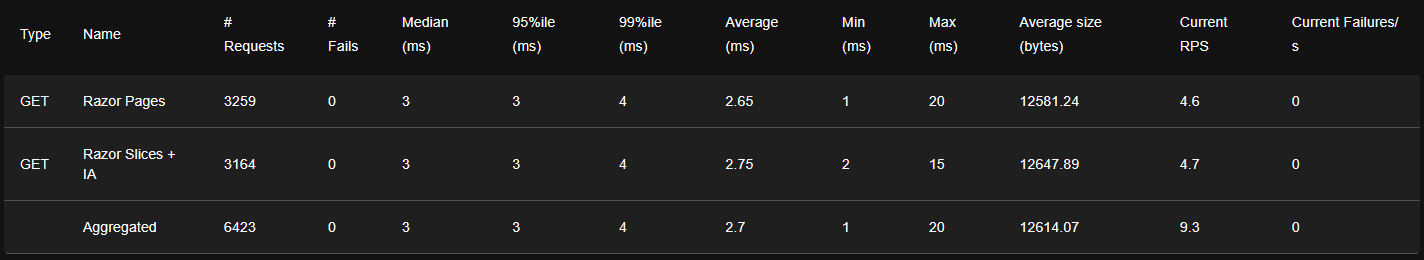 Type Name # Requests # Fails Median (ms) 95%ile (ms) 99%ile (ms) Average (ms) Min (ms) Max (ms) Average size (bytes) Current RPS Current Failures/s
GET Razor Pages 3259 0 3 3 4 2.65 1 20 12581.24 4.6 0
GET Razor Slices + IA 3164 0 3 3 4 2.75 2 15 12647.89 4.7 0
Aggregated 6423 0 3 3 4 2.7 1 20 12614.07 9.3 0